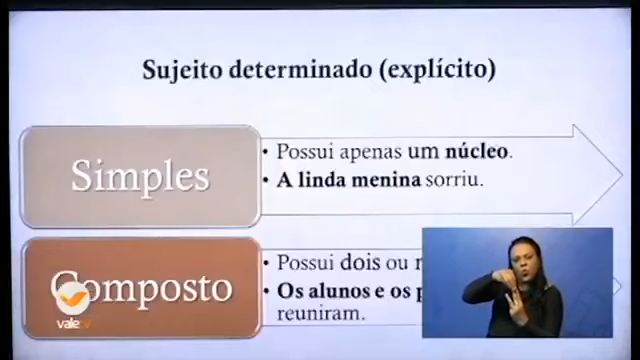 Sujeito determinado (explícito)
Simples
• Possui apenas um núcleo.
• A linda menina sorriu.
Composto
• Possui dois ou
• Os alunos e os
reuniram.
valetv